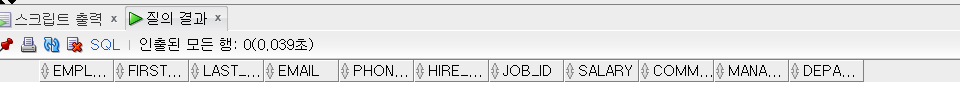 스크립트 출력 x 질의 결과 x
SQL | 인출된 모든 행: 0(0,039초)
EMPL... FIRST... LAST_... EMAIL PHON... HIRE_... JOB_ID SALARY COMM... MANA... DEPA...